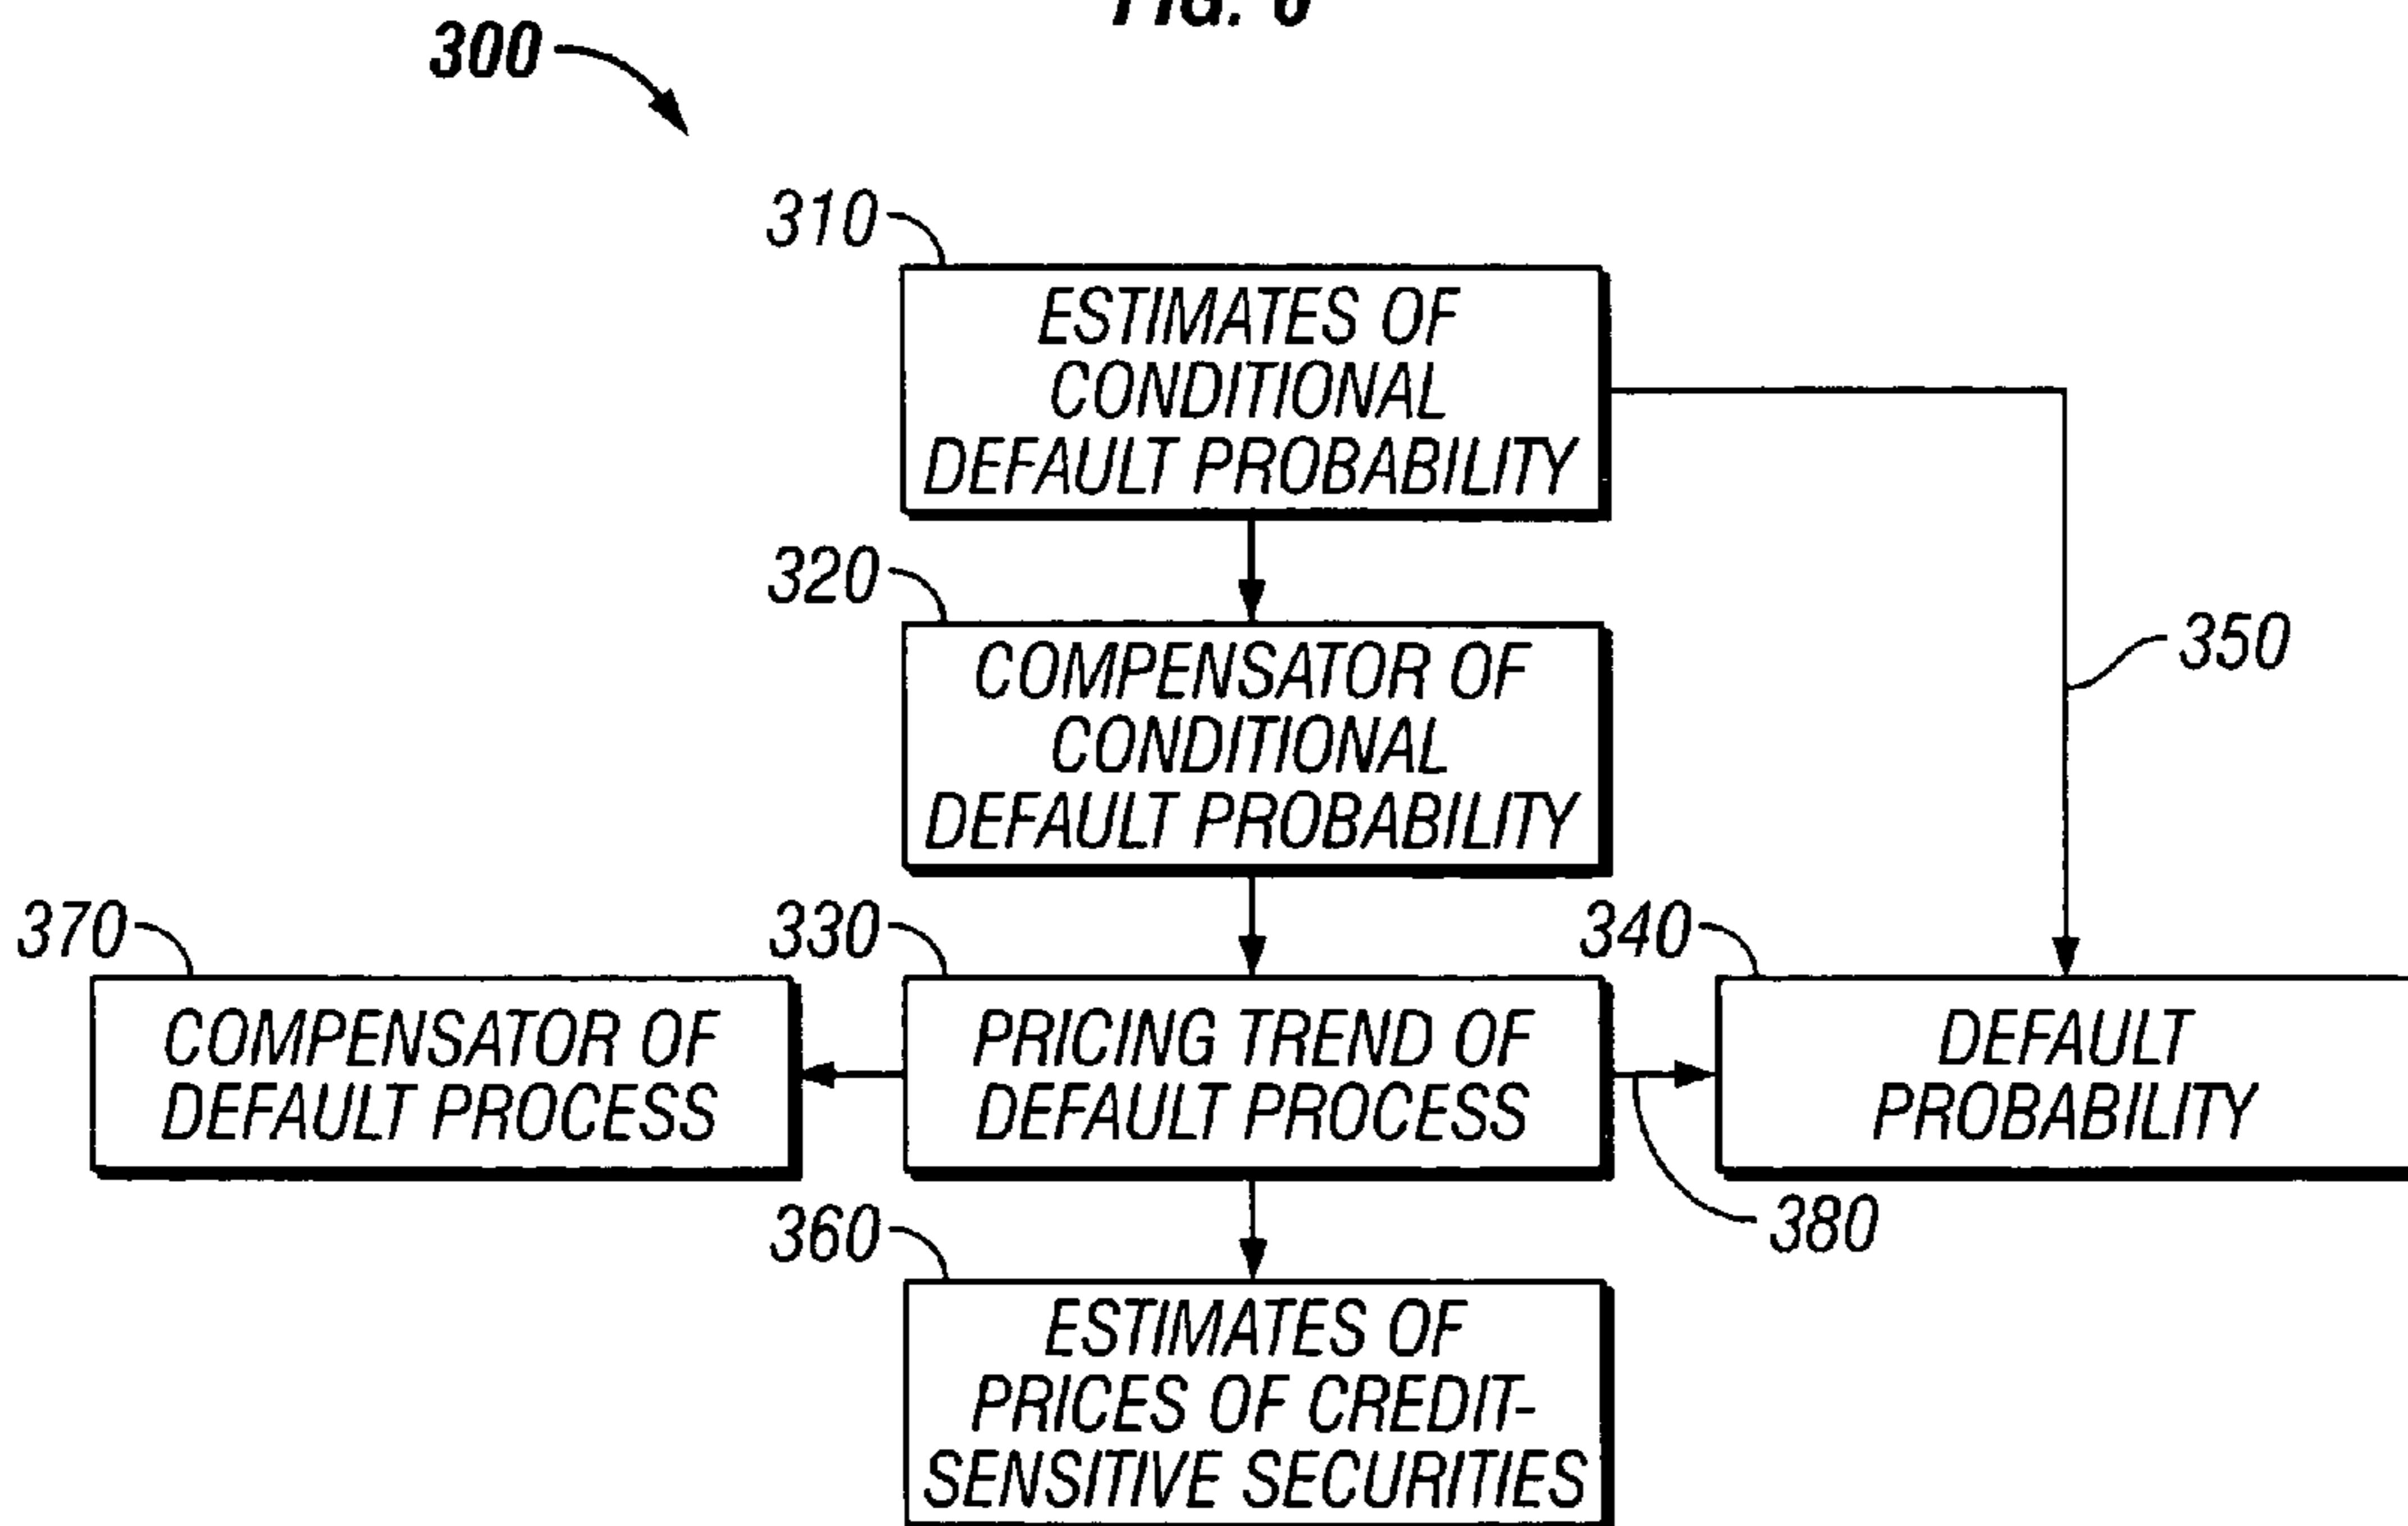 300
310
ESTIMATES OF
CONDITIONAL
DEFAULT PROBABILITY
320
COMPENSATOR OF
CONDITIONAL
DEFAULT PROBABILITY
350
370
COMPENSATOR OF
DEFAULT PROCESS
330
PRICING TREND OF
DEFAULT PROCESS
340
DEFAULT
PROBABILITY
380
360
ESTIMATES OF
PRICES OF CREDIT-
SENSITIVE SECURITIES